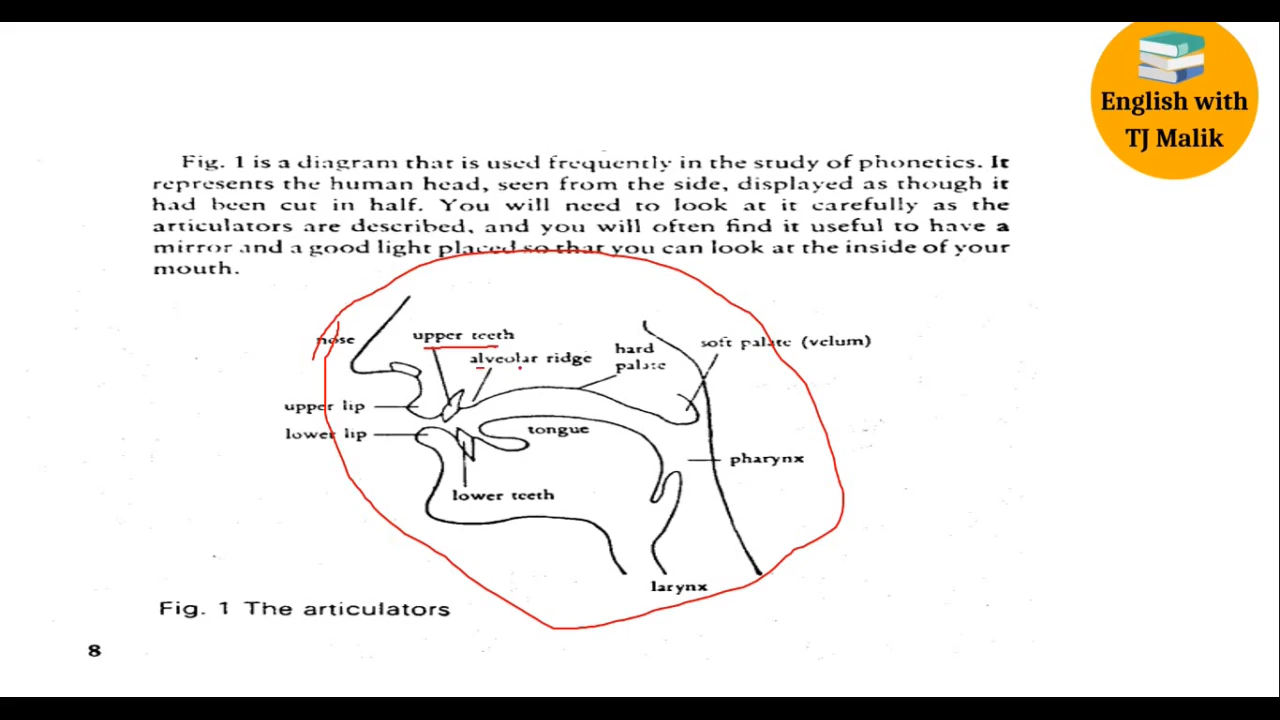 English with
TJ Malik
Fig. 1 is a diagram that is used frequently in the study of phonetics. It
represents the human head, seen from the side, displayed as though it
had been cut in half. You will need to look at it carefully as the
articulators are described, and you will often find it useful to have a
mirror and a good light placed so that you can look at the inside of your
mouth.
nose
upper teeth
alveolar ridge
hard
palate
soft palate (velum)
upper lip
lower lip
tongue
pharynx
lower teeth
larynx
Fig. 1 The articulators
8